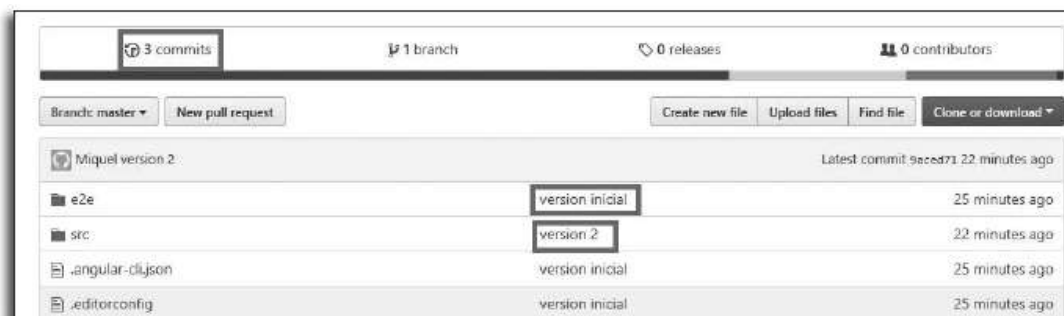 3 commits 1 branch 0 releases 0 contributors
Branch: master New pull request Create new file Upload files Find file Clone or download
Miquel version 2 Latest commit 9aced71 22 minutes ago
e2e version inicial 25 minutes ago
src version 2 22 minutes ago
.angular-cli.json version inicial 25 minutes ago
.editorconfig version inicial 25 minutes ago